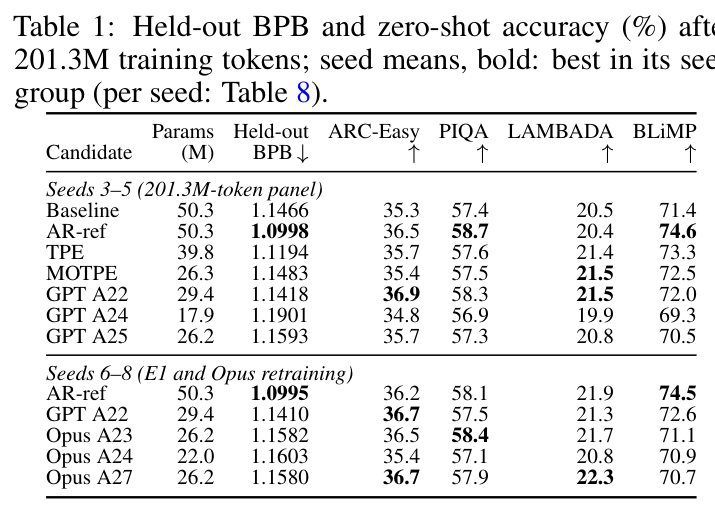 Table 1: Held-out BPB and zero-shot accuracy (%)
201.3M training tokens; seed means, bold: best in its
group (per seed: Table 8).
Params Held-out ARC-Easy PIQA LAMBADA BLiMP
Candidate (M) BPB ↓ ↑ ↑ ↑ ↑
Seeds 3–5 (201.3M-token panel)
Baseline 50.3 1.1466 35.3 57.4 20.5 71.4
AR-ref 50.3 1.0998 36.5 58.7 20.4 74.6
TPE 39.8 1.1194 35.7 57.6 21.4 73.3
MOTPE 26.3 1.1483 35.4 57.5 21.5 72.5
GPT A22 29.4 1.1418 36.9 58.3 21.5 72.0
GPT A24 17.9 1.1901 34.8 56.9 19.9 69.3
GPT A25 26.2 1.1593 35.7 57.3 20.8 70.5
Seeds 6–8 (E1 and Opus retraining)
AR-ref 50.3 1.0995 36.2 58.1 21.9 74.5
GPT A22 29.4 1.1410 36.7 57.5 21.3 72.6
Opus A23 26.2 1.1582 36.5 58.4 21.7 71.1
Opus A24 22.0 1.1603 35.4 57.1 20.8 70.9
Opus A27 26.2 1.1580 36.7 57.9 22.3 70.7